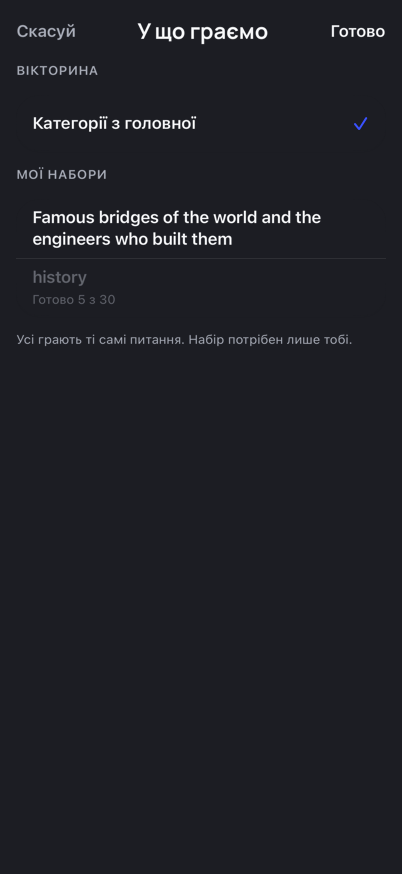 Скасуй
У що граємо
Готово
ВІКТОРИНА
Категорії з головної
МОЇ НАБОРИ
Famous bridges of the world and the
engineers who built them
history
Готово 5 з 30
Усі грають ті самі питання. Набір потрібен лише тобі.